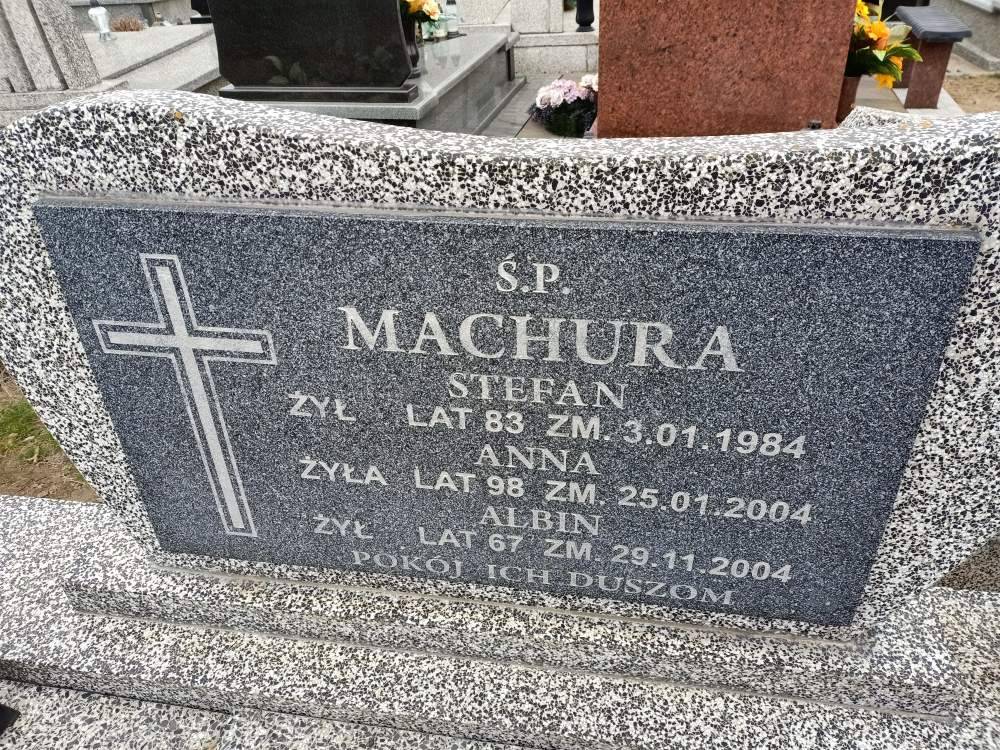 Ś.P.
MACHURA
STEFAN
ŻYŁ LAT 83 ZM. 3.01.1984
ANNA
ŻYŁA LAT 98 ZM. 25.01.2004
ALBIN
ŻYŁ LAT 67 ZM. 29.11.2004
POKÓJ ICH DUSZOM